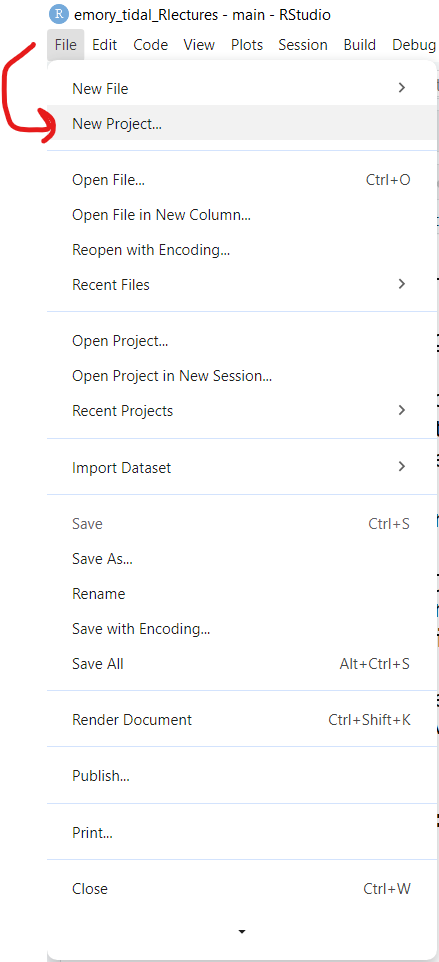 R emory_tidal_Rlectures - main - RStudio
File Edit Code View Plots Session Build Debug
New File
New Project...
Open File... Ctrl+O
Open File in New Column...
Reopen with Encoding...
Recent Files
Open Project...
Open Project in New Session...
Recent Projects
Import Dataset
Save Ctrl+S
Save As...
Rename
Save with Encoding...
Save All Alt+Ctrl+S
Render Document Ctrl+Shift+K
Publish...
Print...
Close Ctrl+W